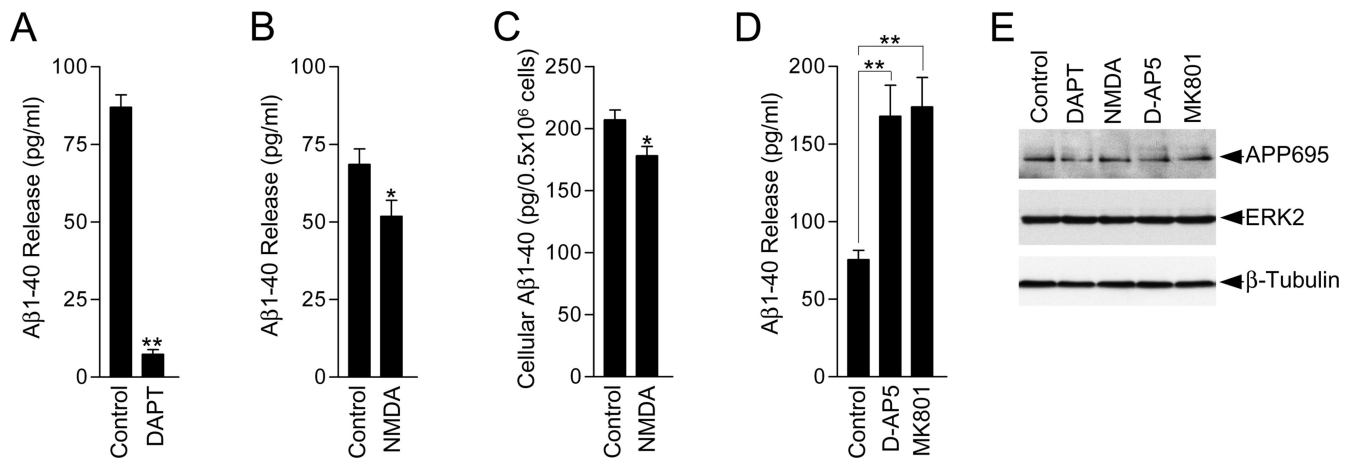 A
Aβ1-40 Release (pg/ml)
100
75
50
25
0
**
Control
DAPT
B
Aβ1-40 Release (pg/ml)
100
75
50
25
0
*
Control
NMDA
C
Cellular Aβ1-40 (pg/0.5x10⁶ cells)
250
200
150
100
50
0
*
Control
NMDA
D
Aβ1-40 Release (pg/ml)
200
150
100
50
0
**
**
Control
D-AP5
MK801
E
Control
DAPT
NMDA
D-AP5
MK801
APP695
ERK2
β-Tubulin